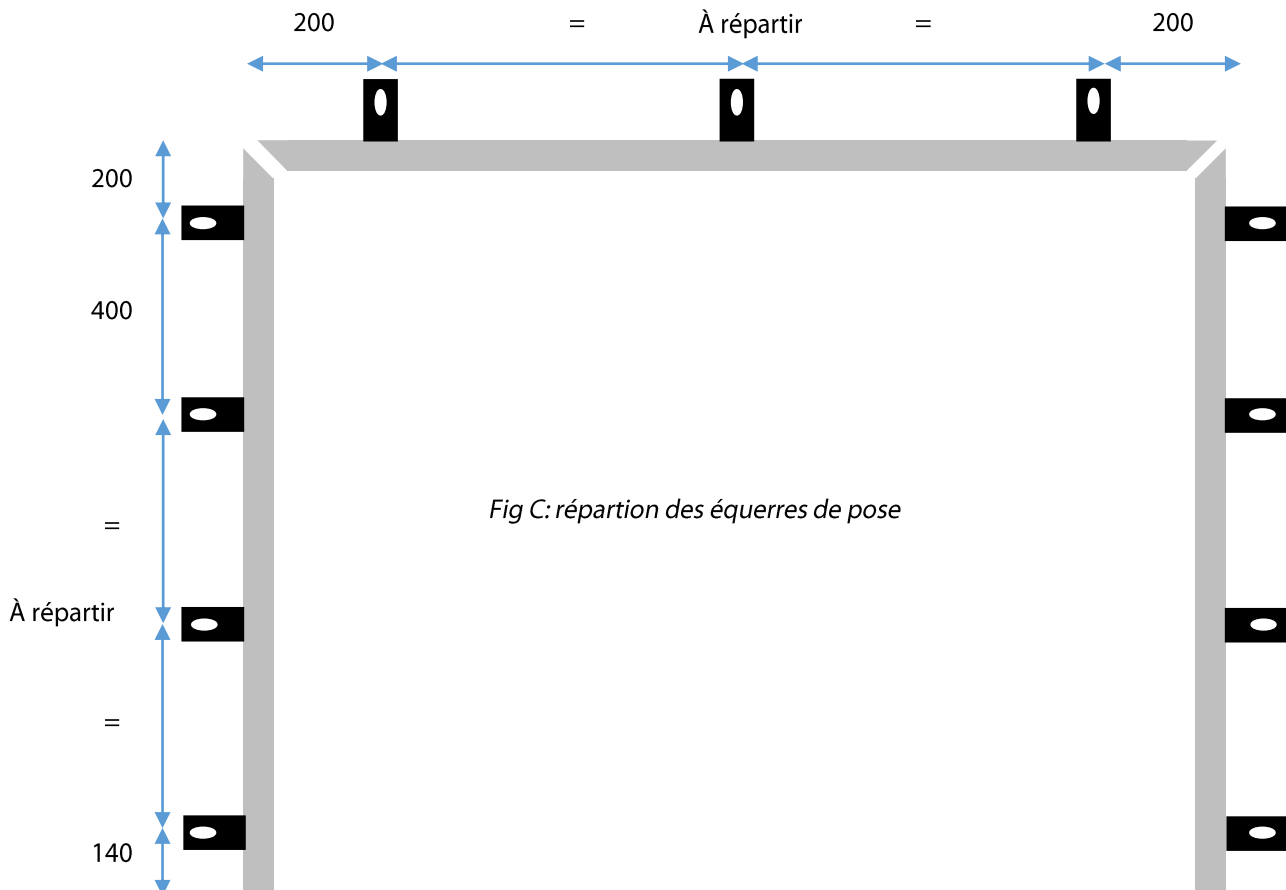 200 = À répartir = 200
200
400
Fig C: répartion des équerres de pose
=
À répartir
=
140